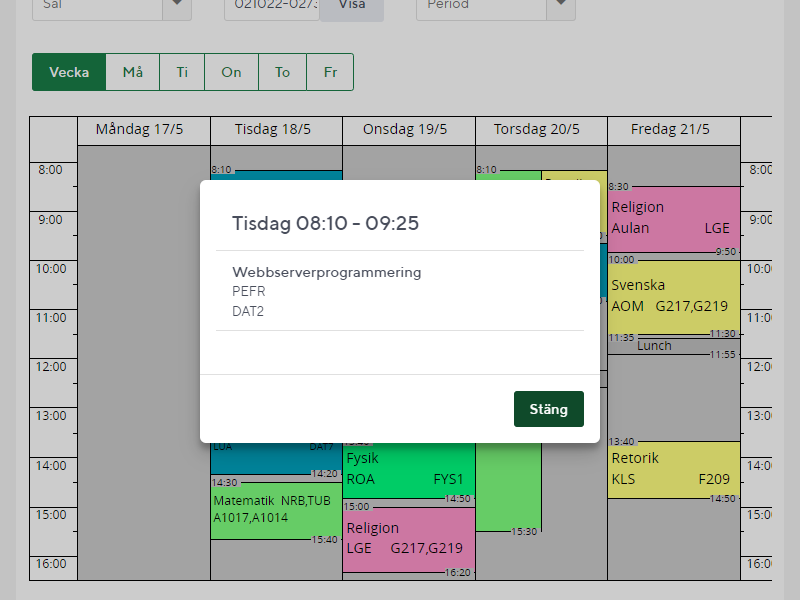 Sal
021022-027
Visa
Period
Vecka Må Ti On To Fr
Måndag 17/5 Tisdag 18/5 Onsdag 19/5 Torsdag 20/5 Fredag 21/5
8:00
9:00
10:00
11:00
12:00
13:00
14:00
15:00
16:00
8:10
Tisdag 08:10 - 09:25
Webbserverprogrammering
PEFR
DAT2
Stäng
LUA DAT7
14:20
14:30
Matematik NRB,TUB
A1017,A1014
15:40
Fysik
ROA FYS1
14:50
15:00
Religion
LGE G217,G219
16:20
8:10
15:30
8:30
Religion
Aulan LGE
9:50
10:00
Svenska
AOM G217,G219
11:30
11:35
Lunch
11:55
13:40
Retorik
KLS F209
14:50
8:00
9:00
10:00
11:00
12:00
13:00
14:00
15:00
16:00